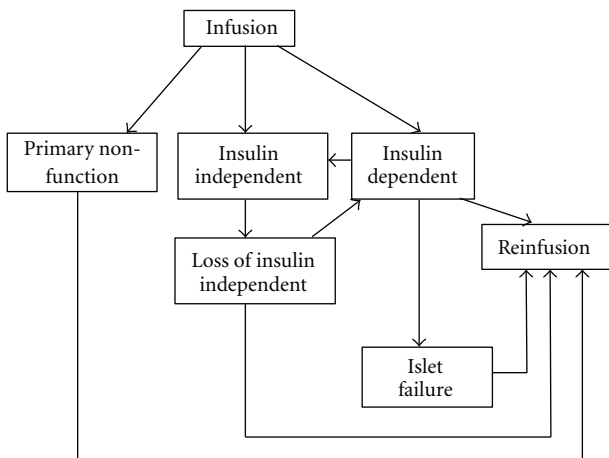 Infusion
Primary non-
function
Insulin
independent
Insulin
dependent
Loss of insulin
independent
Reinfusion
Islet
failure